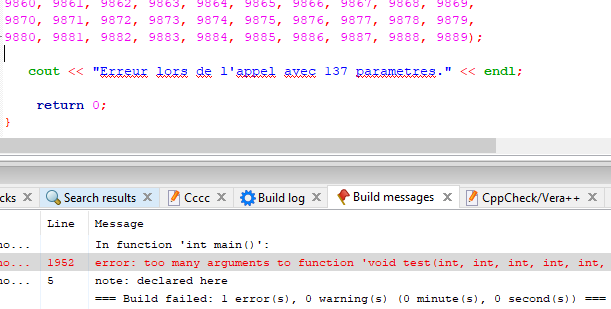 9860, 9861, 9862, 9863, 9864, 9865, 9866, 9867, 9868, 9869,
9870, 9871, 9872, 9873, 9874, 9875, 9876, 9877, 9878, 9879,
9880, 9881, 9882, 9883, 9884, 9885, 9886, 9887, 9888, 9889);
cout << "Erreur lors de l'appel avec 137 parametres." << endl;
return 0;
}
cks X Search results X Cccc X Build log X Build messages X CppCheck/Vera++ X
Line Message
no... In function 'int main()':
no... 1952 error: too many arguments to function 'void test(int, int, int, int, int,
no... 5 note: declared here
=== Build failed: 1 error(s), 0 warning(s) (0 minute(s), 0 second(s)) ===